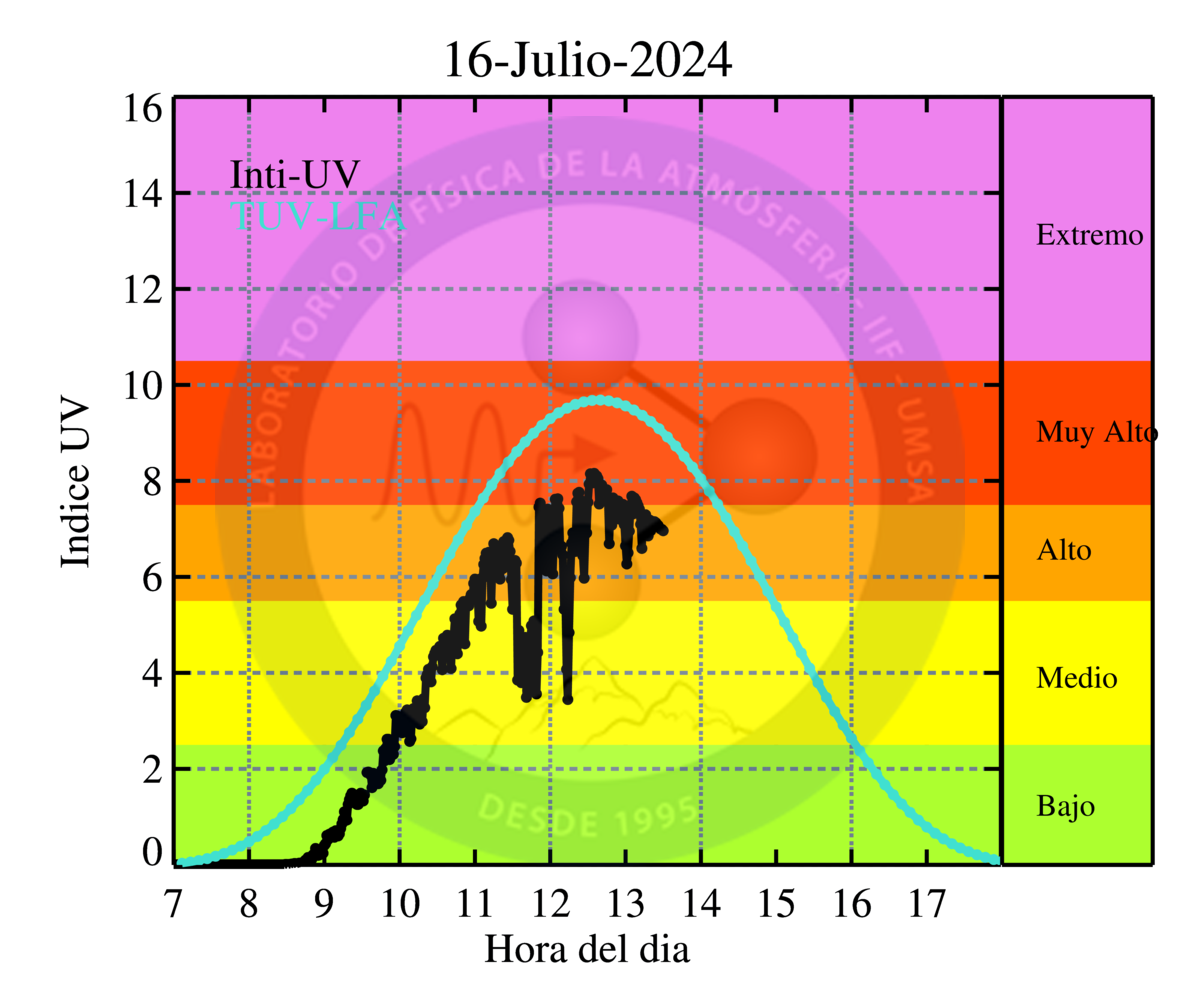 16-Julio-2024
16
14
12
10
8
6
4
2
0
Indice UV
Inti-UV
TUV-LFA
LABORATORIO DE FÍSICA DE LA ATMÓSFERA - IIF - UMSA
DESDE 1995
Extremo
Muy Alto
Alto
Medio
Bajo
7 8 9 10 11 12 13 14 15 16 17
Hora del dia